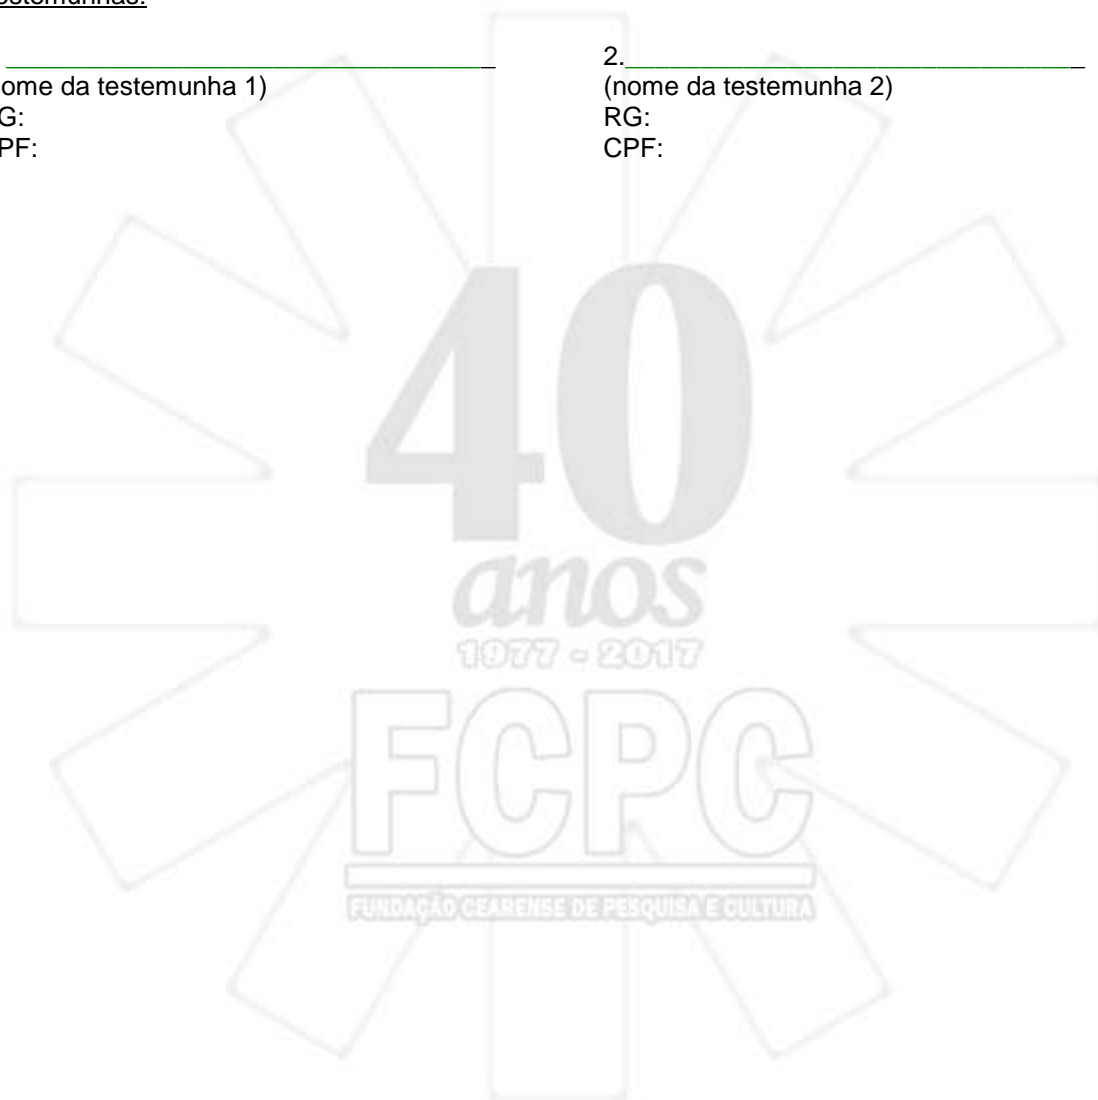 estemunhas:
_ 2._
ome da testemunha 1) (nome da testemunha 2)
G: RG:
PF: CPF:
40
anos
1977 - 2017
FCPC
FUNDAÇÃO CEARENSE DE PESQUISA E CULTURA